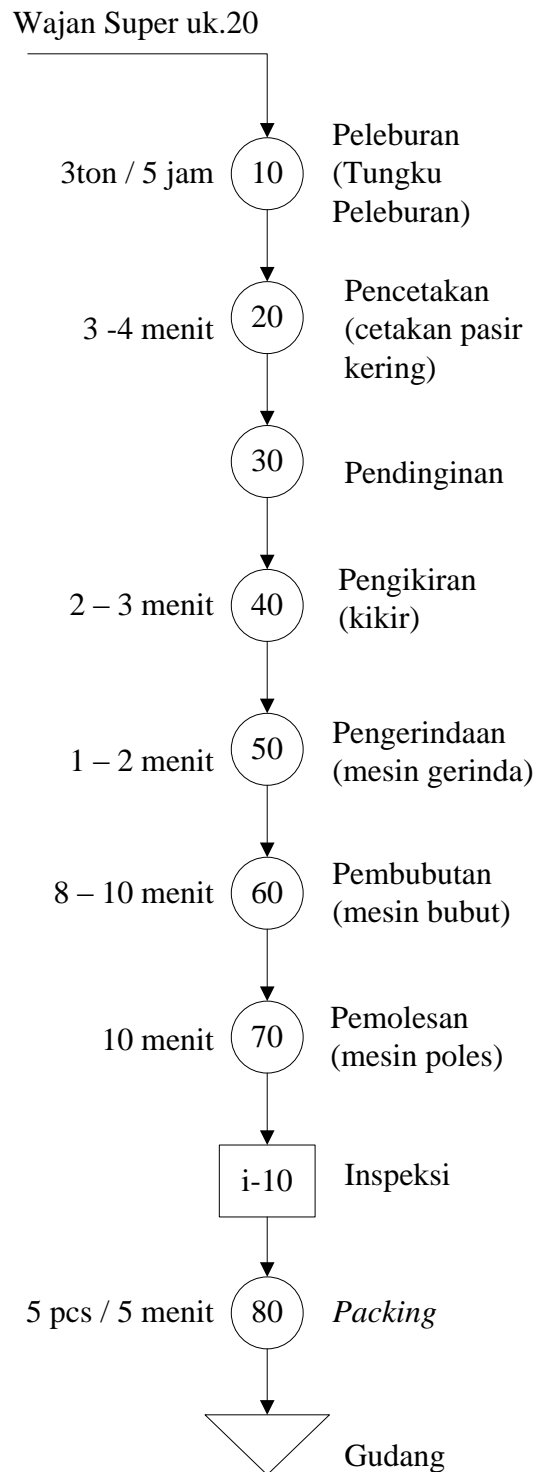 Wajan Super uk.20
3ton / 5 jam
10
Peleburan
(Tungku
Peleburan)
3 -4 menit
20
Pencetakan
(cetakan pasir
kering)
30
Pendinginan
2 – 3 menit
40
Pengikiran
(kikir)
1 – 2 menit
50
Pengerindaan
(mesin gerinda)
8 – 10 menit
60
Pembubutan
(mesin bubut)
10 menit
70
Pemolesan
(mesin poles)
i-10
Inspeksi
5 pcs / 5 menit
80
Packing
Gudang